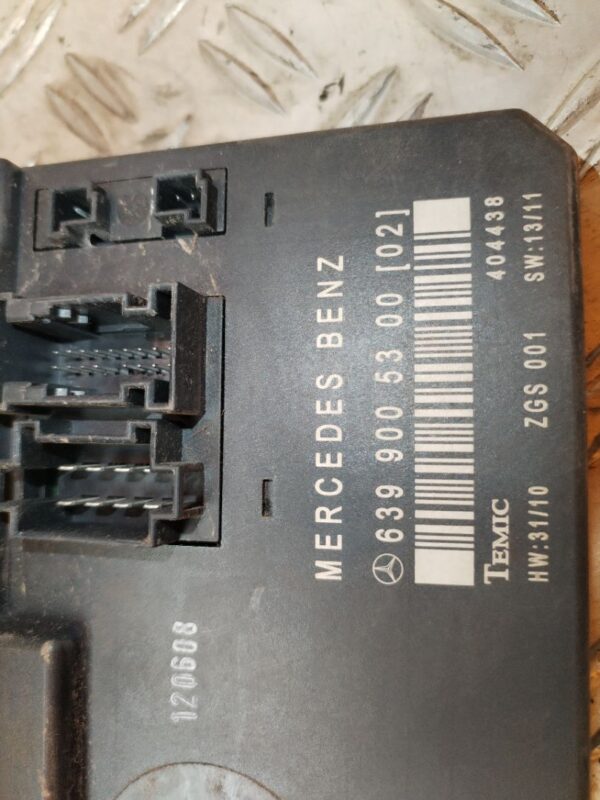 MERCEDES BENZ
639 900 53 00 [02]
TEMIC ZGS 001 404438
HW:31/10 SW:13/11
120608